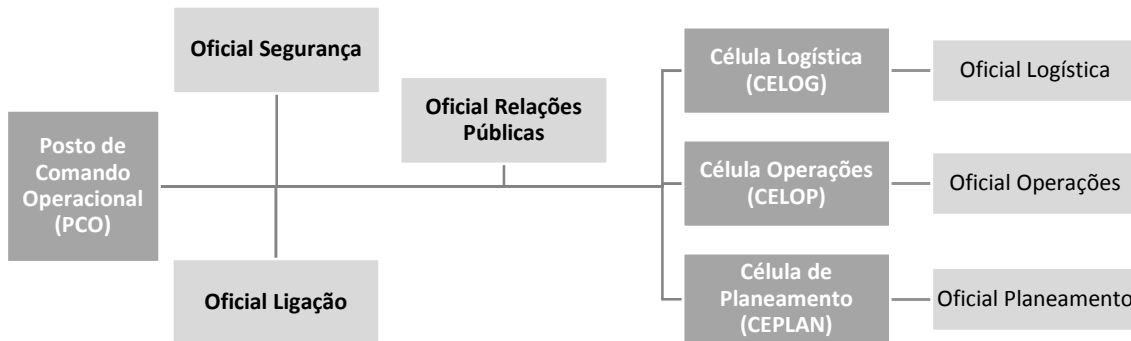 Oficial Segurança
Oficial Relações
Públicas
Posto de
Comando
Operacional
(PCO)
Oficial Ligação
Célula Logística
(CELOG)
Oficial Logística
Célula Operações
(CELOP)
Oficial Operações
Célula de
Planeamento
(CEPLAN)
Oficial Planeamento